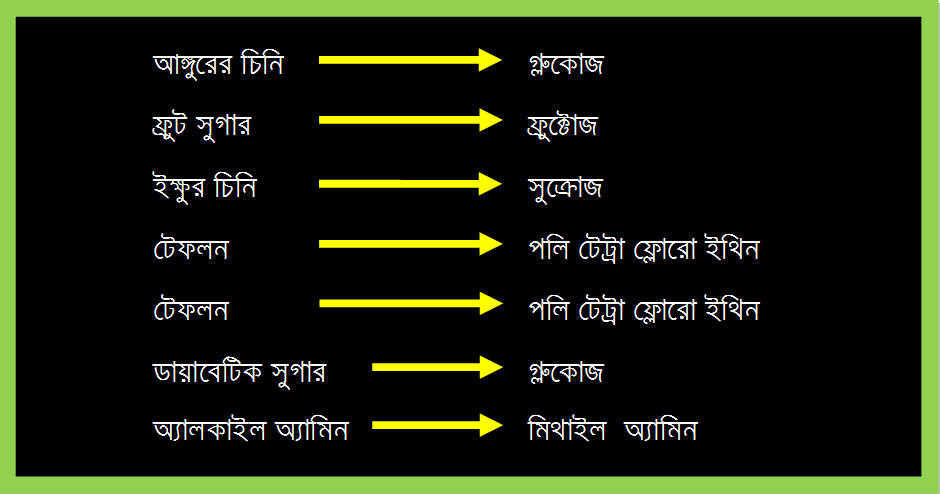 আঙ্গুরের চিনি গ্লুকোজ
ফ্রুট সুগার ফ্রুক্টোজ
ইক্ষুর চিনি সুক্রোজ
টেফলন পলি টেট্রা ফ্লোরো ইথিন
টেফলন পলি টেট্রা ফ্লোরো ইথিন
ডায়াবেটিক সুগার গ্লুকোজ
অ্যালকাইল অ্যামিন মিথাইল অ্যামিন